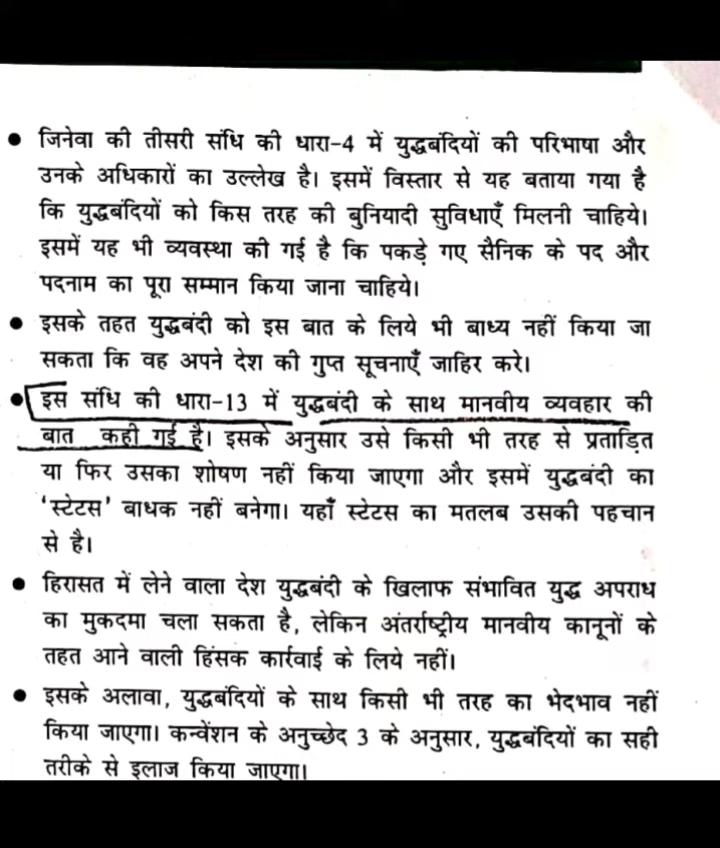 ● जिनेवा की तीसरी संधि की धारा-4 में युद्धबंदियों की परिभाषा और
उनके अधिकारों का उल्लेख है। इसमें विस्तार से यह बताया गया है
कि युद्धबंदियों को किस तरह की बुनियादी सुविधाएँ मिलनी चाहिये।
इसमें यह भी व्यवस्था की गई है कि पकड़े गए सैनिक के पद और
पदनाम का पूरा सम्मान किया जाना चाहिये।
● इसके तहत युद्धबंदी को इस बात के लिये भी बाध्य नहीं किया जा
सकता कि वह अपने देश की गुप्त सूचनाएँ जाहिर करे।
● इस संधि की धारा-13 में युद्धबंदी के साथ मानवीय व्यवहार की
बात कही गई है। इसके अनुसार उसे किसी भी तरह से प्रताड़ित
या फिर उसका शोषण नहीं किया जाएगा और इसमें युद्धबंदी का
'स्टेटस' बाधक नहीं बनेगा। यहाँ स्टेटस का मतलब उसकी पहचान
से है।
● हिरासत में लेने वाला देश युद्धबंदी के खिलाफ संभावित युद्ध अपराध
का मुकदमा चला सकता है, लेकिन अंतर्राष्ट्रीय मानवीय कानूनों के
तहत आने वाली हिंसक कार्रवाई के लिये नहीं।
● इसके अलावा, युद्धबंदियों के साथ किसी भी तरह का भेदभाव नहीं
किया जाएगा। कन्वेंशन के अनुच्छेद 3 के अनुसार, युद्धबंदियों का सही
तरीके से इलाज किया जाएगा।